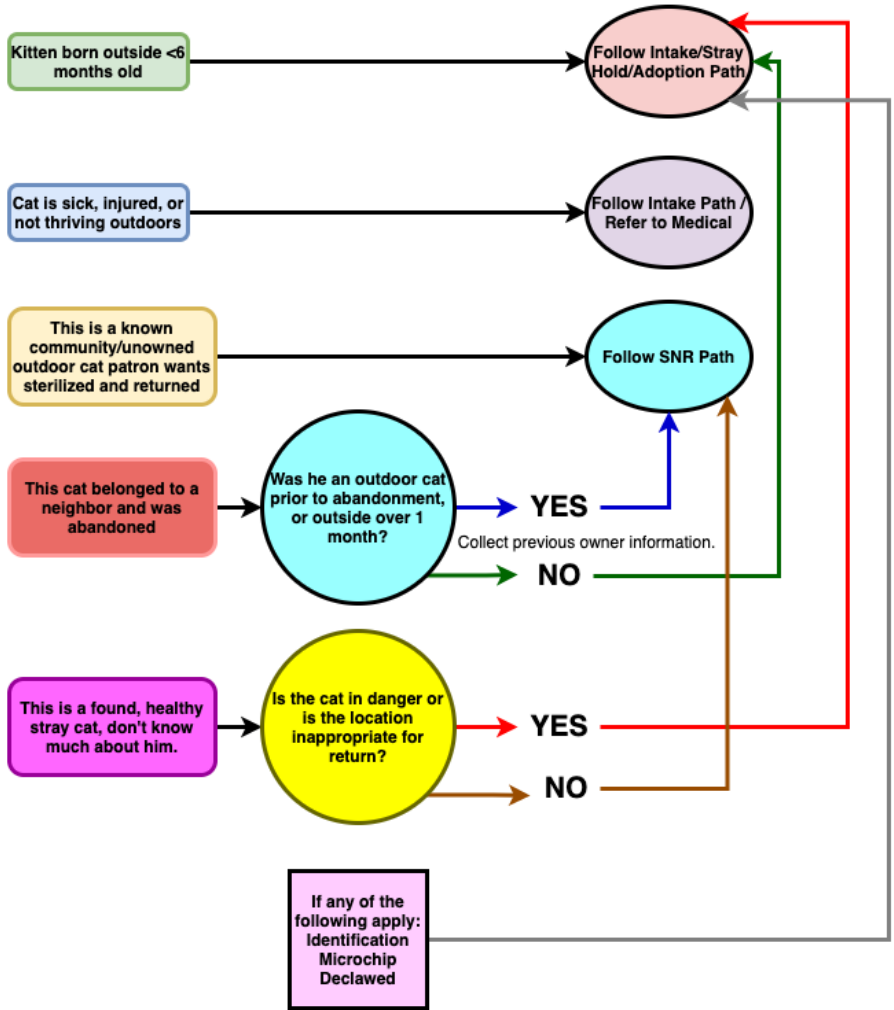 Kitten born outside <6
months old
Follow Intake/Stray
Hold/Adoption Path
Cat is sick, injured, or
not thriving outdoors
Follow Intake Path /
Refer to Medical
This is a known
community/unowned
outdoor cat patron wants
sterilized and returned
Follow SNR Path
This cat belonged to a
neighbor and was
abandoned
Was he an outdoor cat
prior to abandonment,
or outside over 1
month?
YES
Collect previous owner information.
NO
This is a found, healthy
stray cat, don't know
much about him.
Is the cat in danger or
is the location
inappropriate for
return?
YES
NO
If any of the
following apply:
Identification
Microchip
Declawed